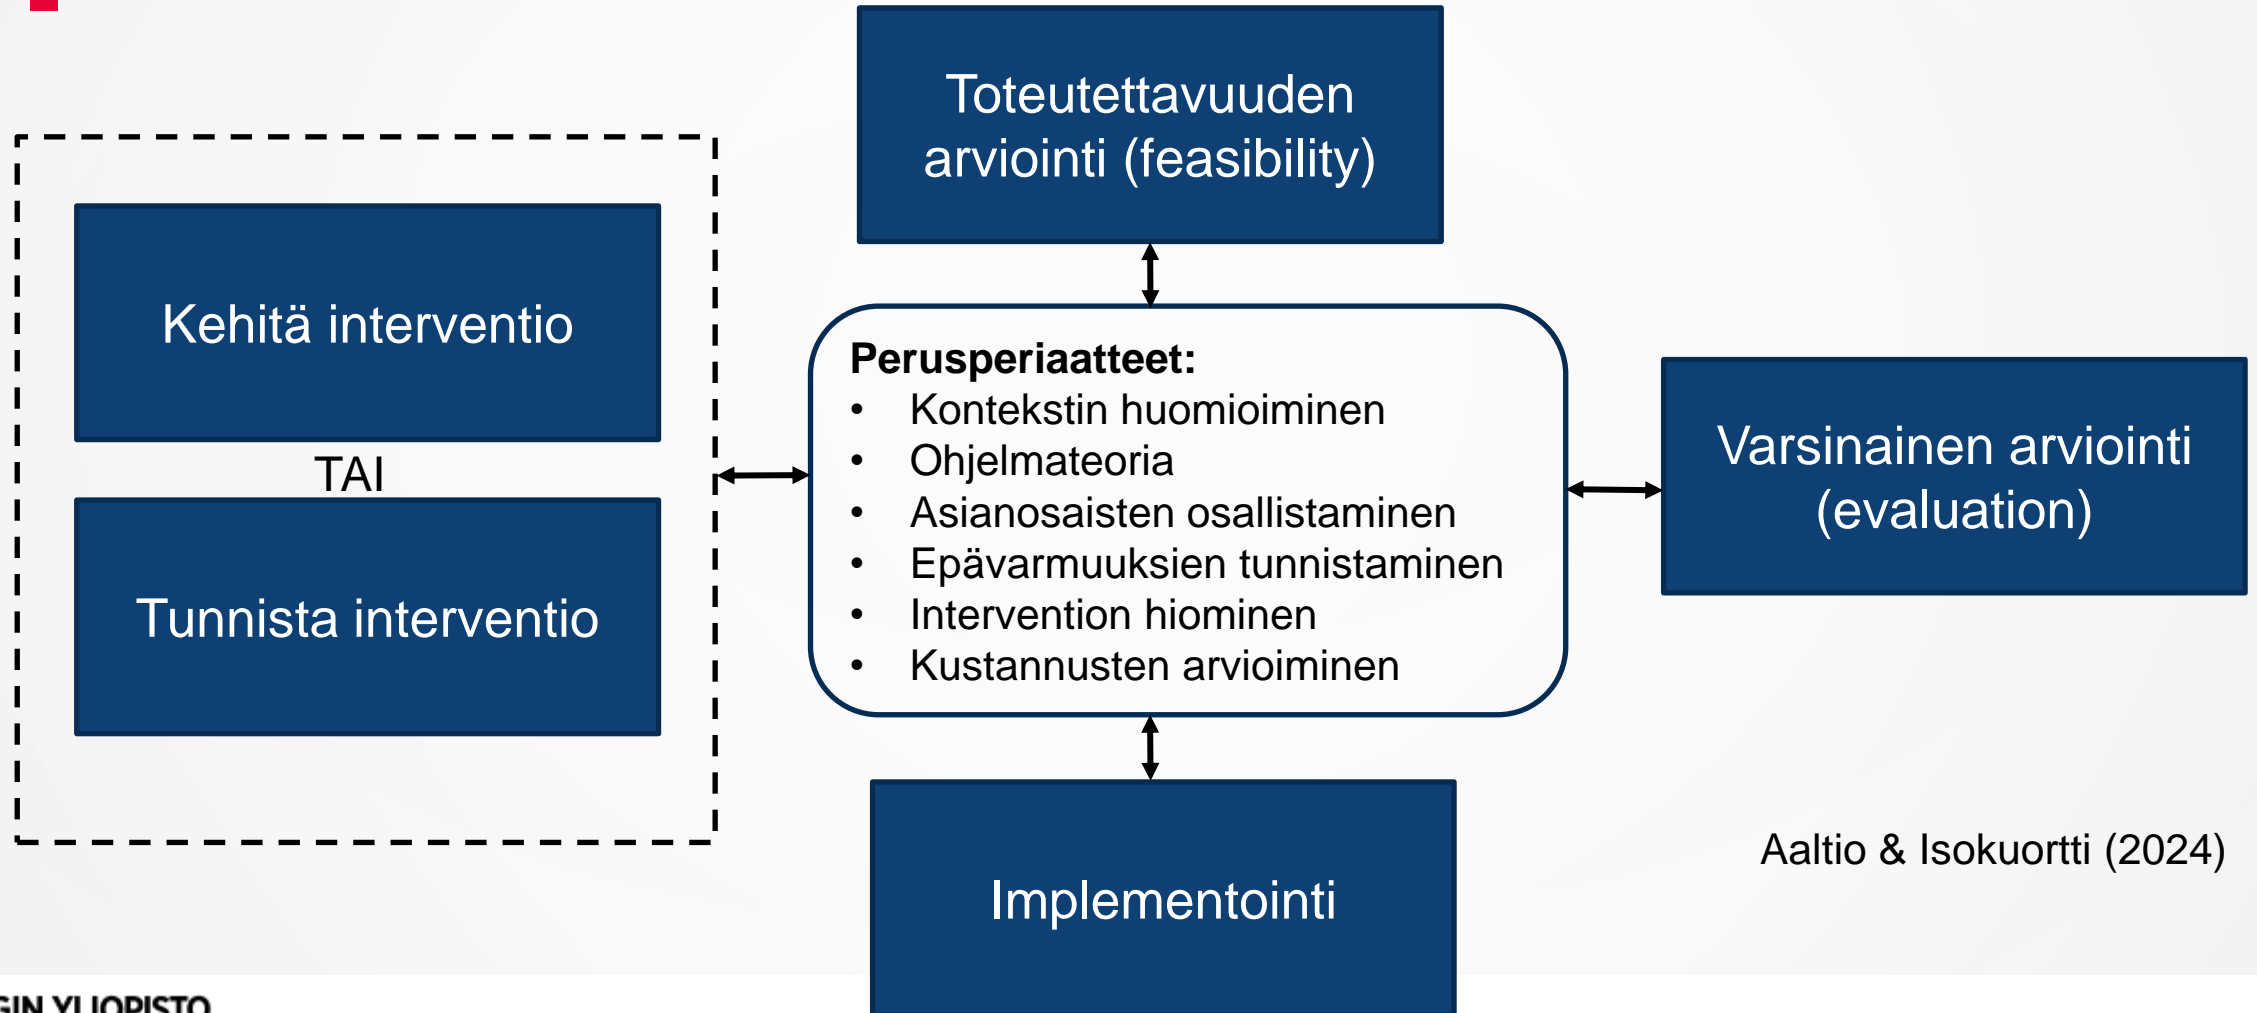 Toteutettavuuden
arviointi (feasibility)
Kehitä interventio
TAI
Tunnista interventio
Perusperiaatteet:
• Kontekstin huomioiminen
• Ohjelmateoria
• Asianosaisten osallistaminen
• Epävarmuuksien tunnistaminen
• Intervention hiominen
• Kustannusten arvioiminen
Varsinainen arviointi
(evaluation)
Implementointi
Aaltio & Isokuortti (2024)
YLIOPISTO